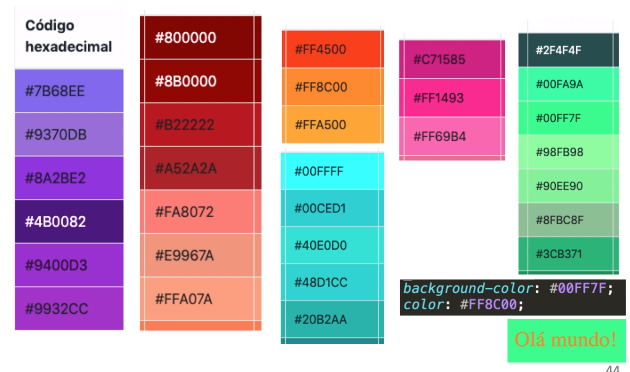 Código
hexadecimal
#7B68EE
#9370DB
#8A2BE2
#4B0082
#9400D3
#9932CC
#800000
#8B0000
#B22222
#A52A2A
#FA8072
#E9967A
#FFA07A
#FF4500
#FF8C00
#FFA500
#00FFFF
#00CED1
#40E0D0
#48D1CC
#20B2AA
#C71585
#FF1493
#FF69B4
#2F4F4F
#00FA9A
#00FF7F
#98FB98
#90EE90
#8FBC8F
#3CB371
background-color: #00FF7F;
color: #FF8C00;
Olá mundo!
44